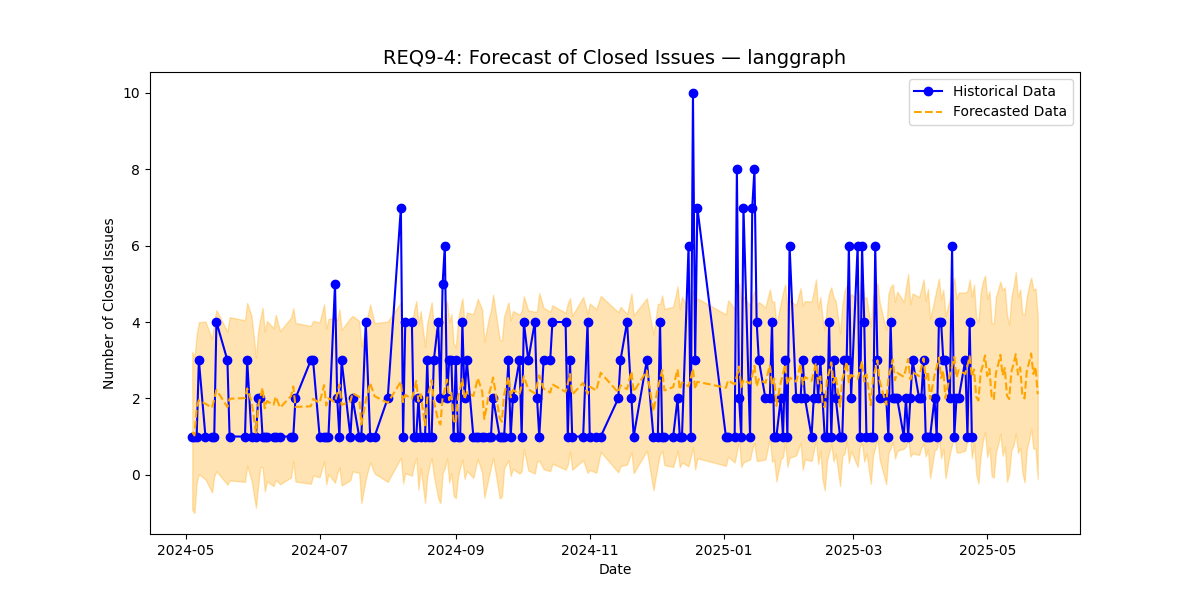 REQ9-4: Forecast of Closed Issues — langgraph
Historical Data
Forecasted Data
Number of Closed Issues
10
8
6
4
2
0
2024-05
2024-07
2024-09
2024-11
2025-01
2025-03
2025-05
Date